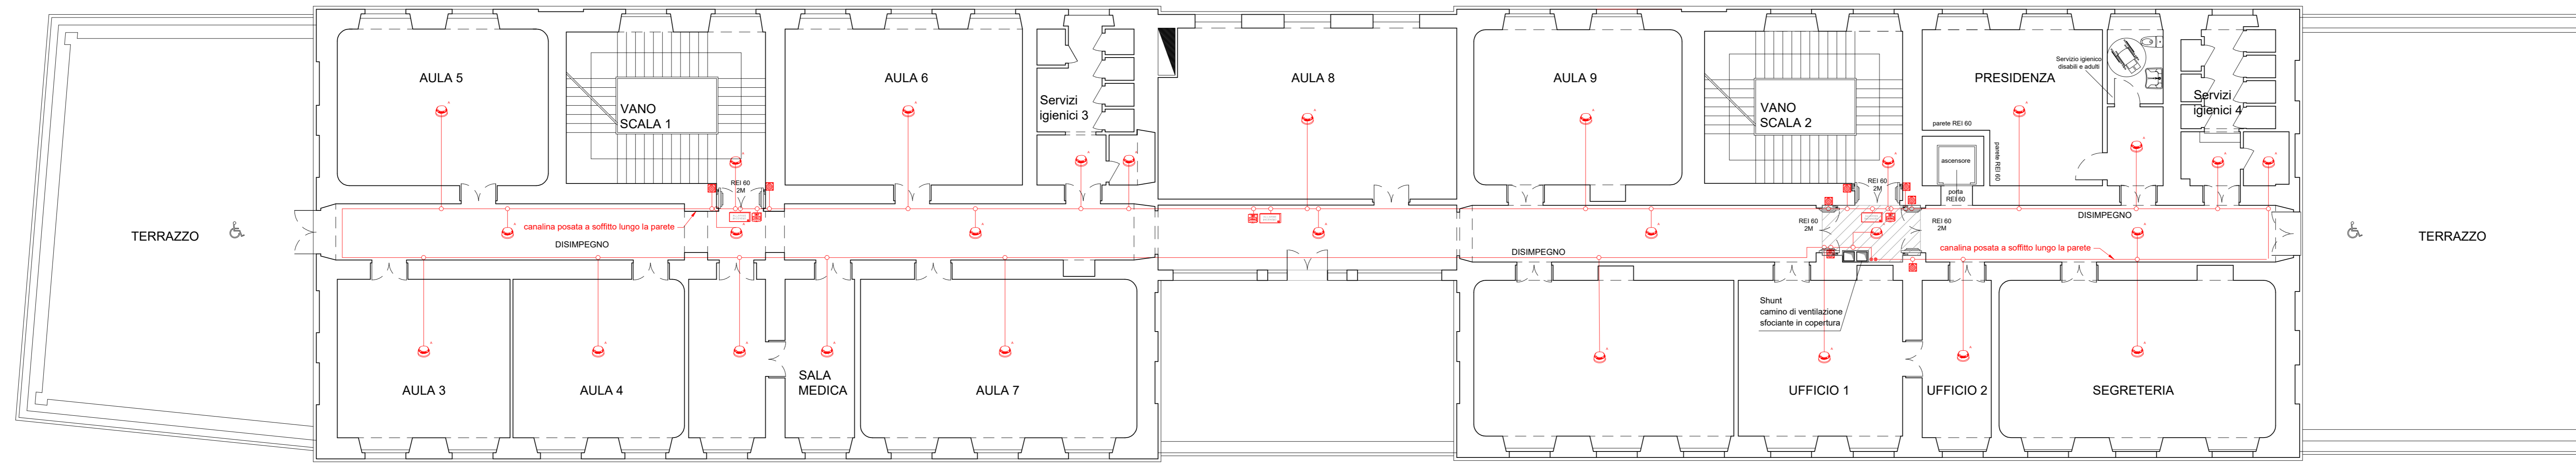 AULA 5
AULA 6
AULA 8
AULA 9
PRESIDENZA
Servizio igienico
disabili e adulti
VANO
SCALA 1
Servizi
igienici 3
VANO
SCALA 2
Servizi
igienici 4
parete REI 60
parete REI 60
ascensore
porta
REI 60
REI 60
2M
REI 60
2M
REI 60
2M
REI 60
2M
TERRAZZO
canalina posata a soffitto lungo la parete
DISIMPEGNO
DISIMPEGNO
DISIMPEGNO
canalina posata a soffitto lungo la parete
TERRAZZO
Shunt
camino di ventilazione
sfociante in copertura
AULA 3
AULA 4
SALA
MEDICA
AULA 7
UFFICIO 1
UFFICIO 2
SEGRETERIA